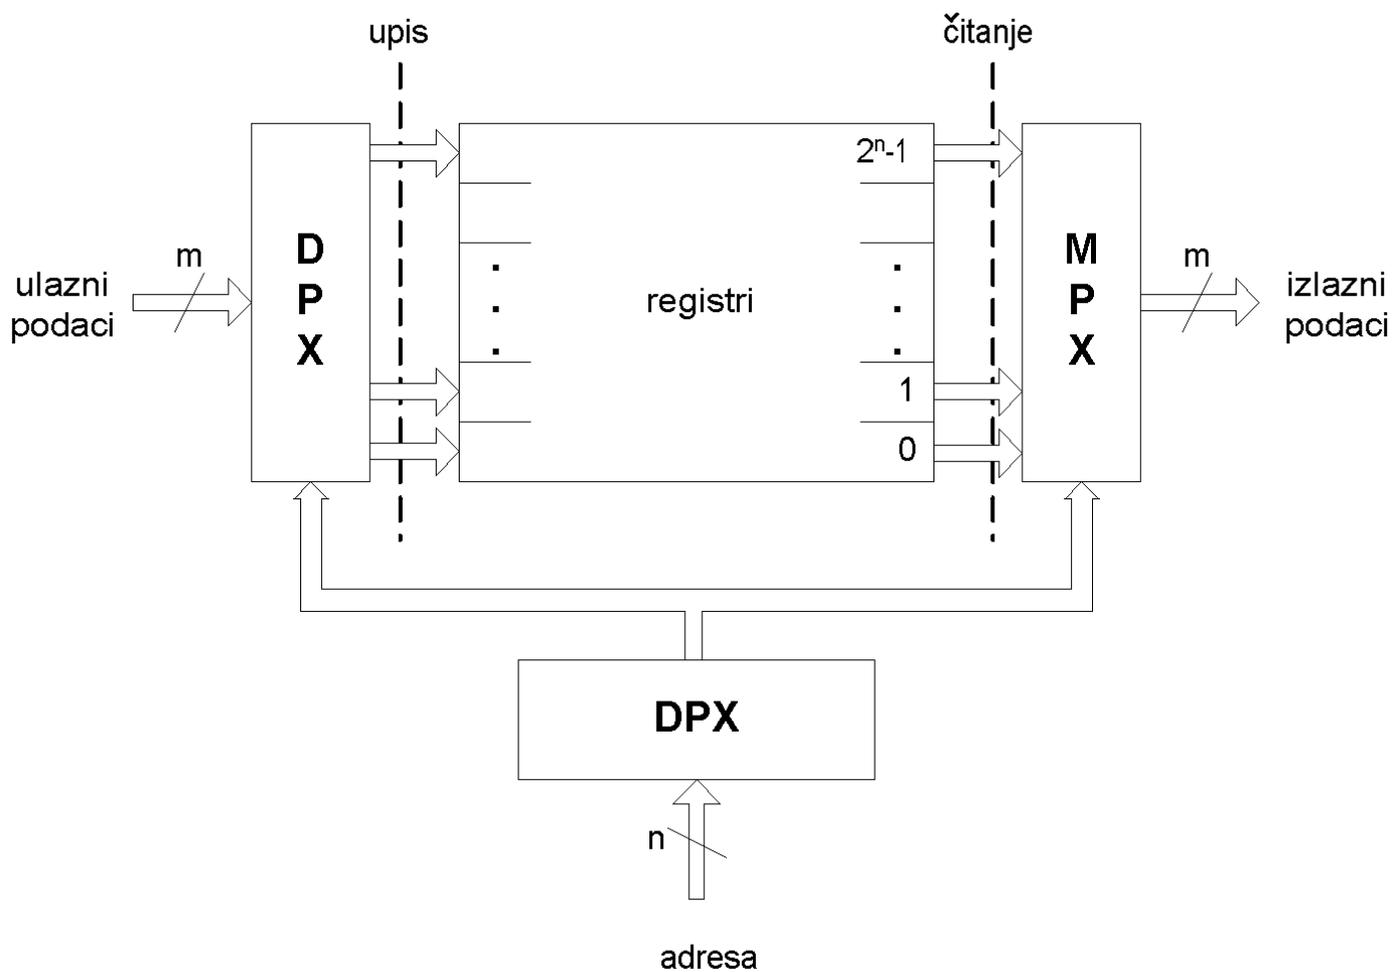 upis
čitanje
2ⁿ-1
D
P
X
M
P
X
m
ulazni
podaci
registri
m
izlazni
podaci
1
0
DPX
n
adresa